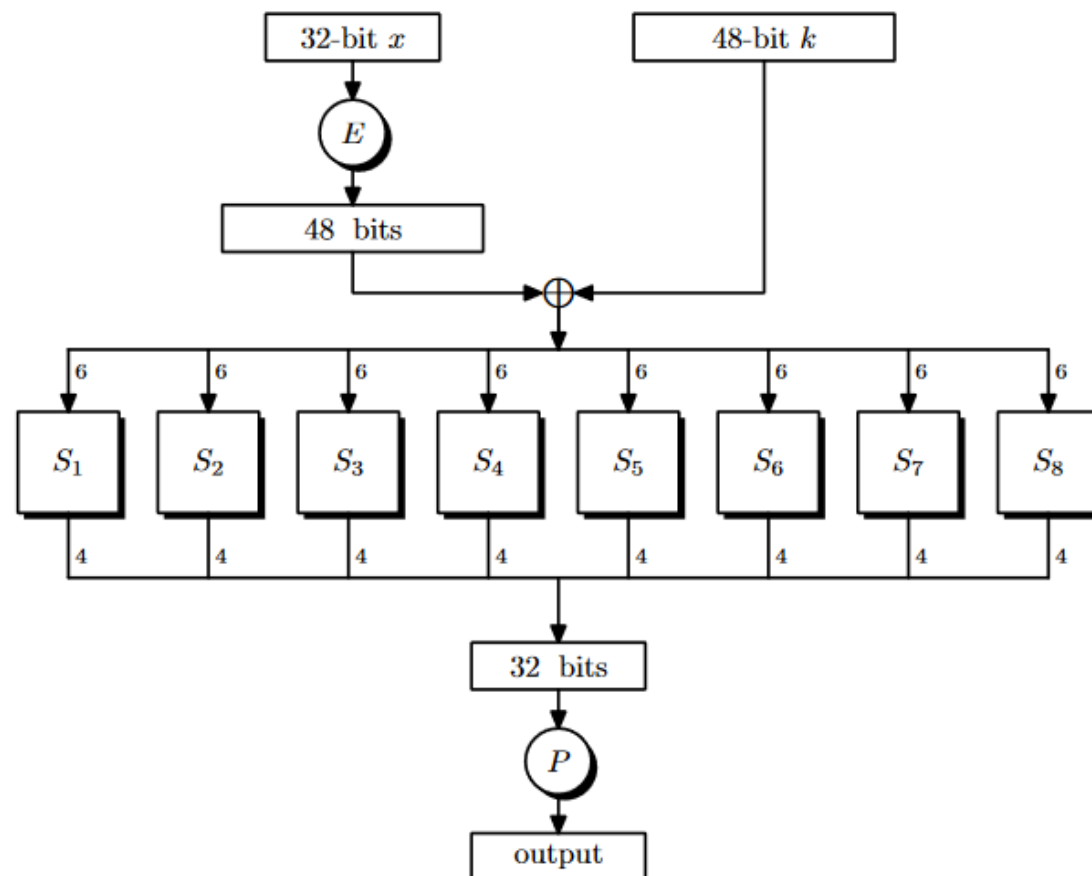 32-bit x 48-bit k
E
48 bits
6 6 6 6 6 6 6 6
S₁ S₂ S₃ S₄ S₅ S₆ S₇ S₈
4 4 4 4 4 4 4 4
32 bits
P
output